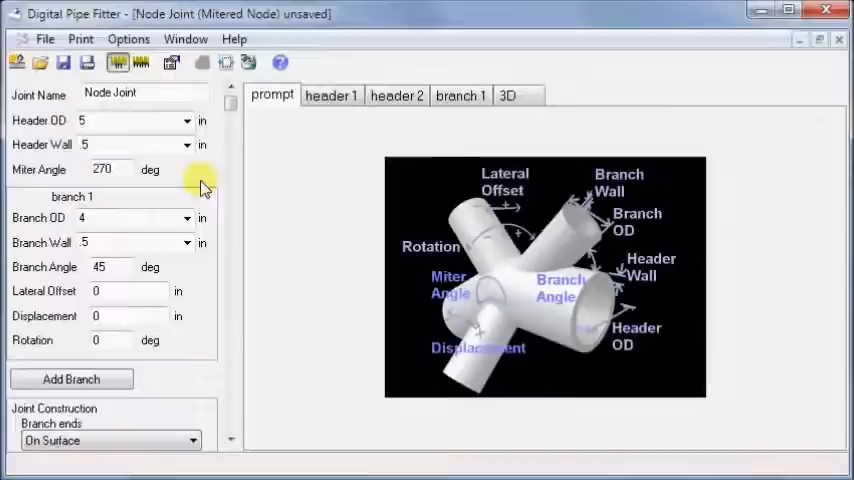 Digital Pipe Fitter - [Node Joint (Mitered Node) unsaved]
File Print Options Window Help
Joint Name Node Joint
Header OD 5 in
Header Wall .5 in
Miter Angle 270 deg
branch 1
Branch OD 4 in
Branch Wall .5 in
Branch Angle 45 deg
Lateral Offset 0 in
Displacement 0 in
Rotation 0 deg
Add Branch
Joint Construction
Branch ends
On Surface
prompt header 1 header 2 branch 1 3D
Lateral
Offset
Branch
Wall
Branch
OD
Rotation
Header
Wall
Miter
Angle
Branch
Angle
Header
OD
Displacement